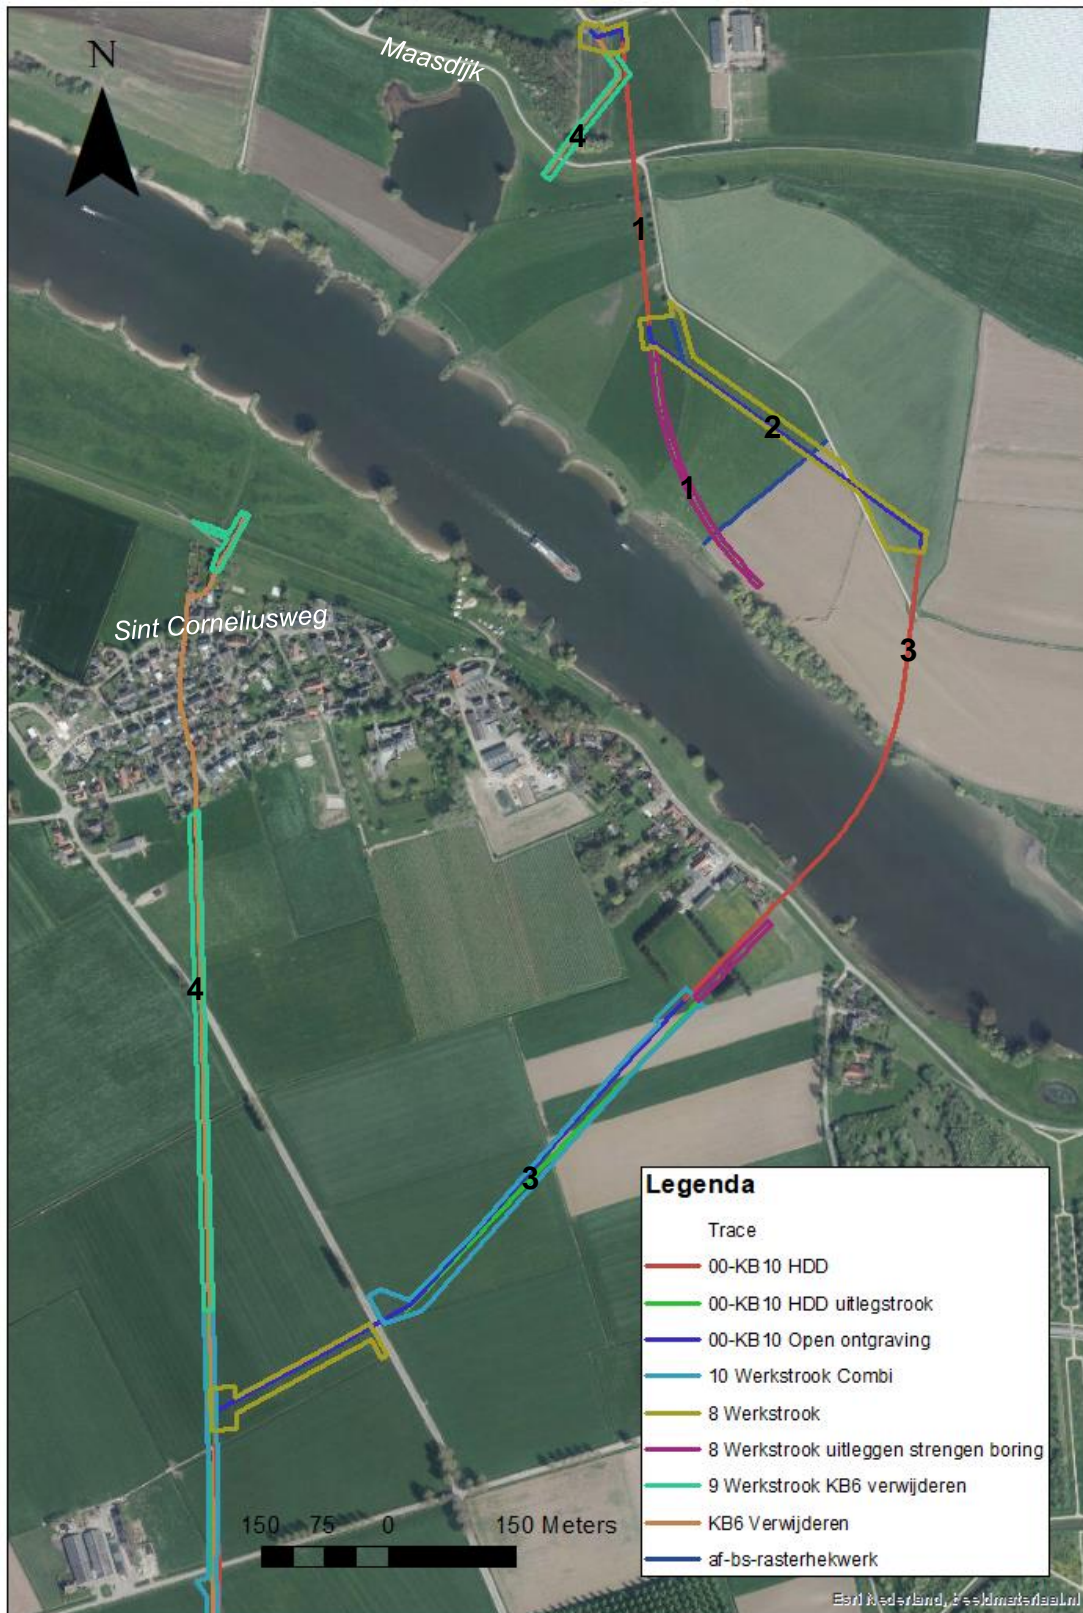 N
Maasdijk
4
1
2
1
Sint Corneliusweg
3
4
3
Legenda
Trace
00-KB10 HDD
00-KB10 HDD uitlegstrook
00-KB10 Open ontgraving
10 Werkstrook Combi
8 Werkstrook
8 Werkstrook uitleggen strengen boring
9 Werkstrook KB6 verwijderen
KB6 Verwijderen
af-bs-rasterhekwerk
150 75 0 150 Meters
Esri Nederland, beeldmateriaal.nl